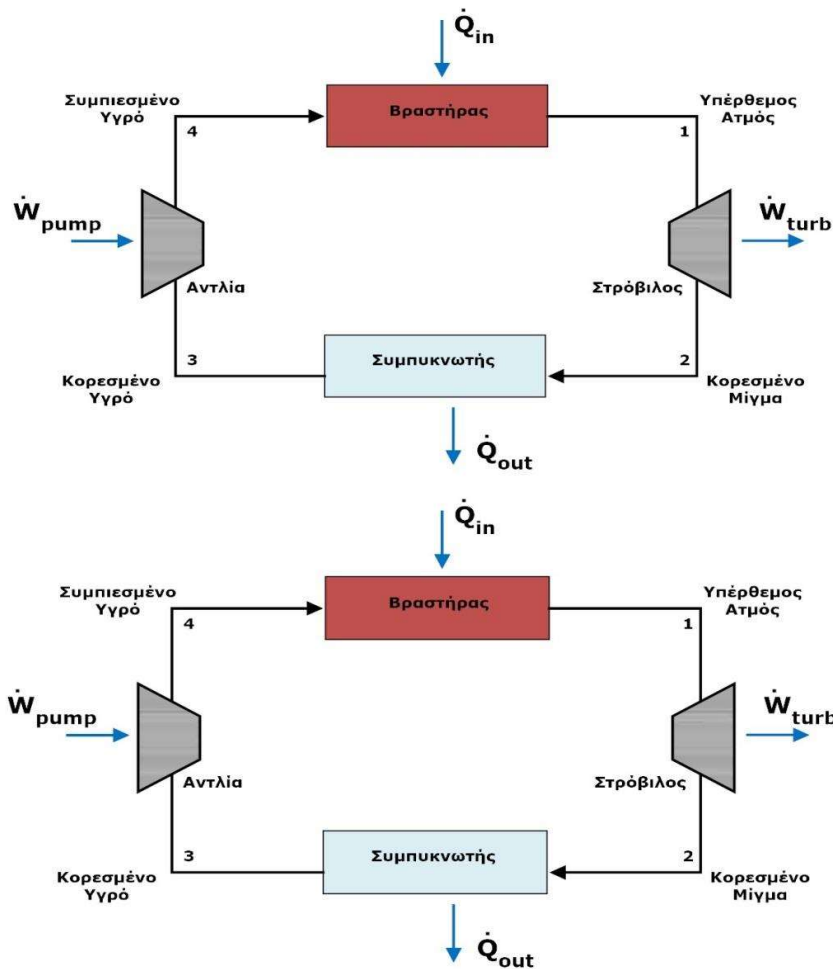 Q̇in
Συμπιεσμένο
Υγρό
4
Βραστήρας
1
Υπέρθεμος
Ατμός
Ẇpump
Αντλία
Στρόβιλος
Ẇturb
Κορεσμένο
Υγρό
3
Συμπυκνωτής
2
Κορεσμένο
Μίγμα
Q̇out
Q̇in
Συμπιεσμένο
Υγρό
4
Βραστήρας
1
Υπέρθεμος
Ατμός
Ẇpump
Αντλία
Στρόβιλος
Ẇturb
Κορεσμένο
Υγρό
3
Συμπυκνωτής
2
Κορεσμένο
Μίγμα
Q̇out